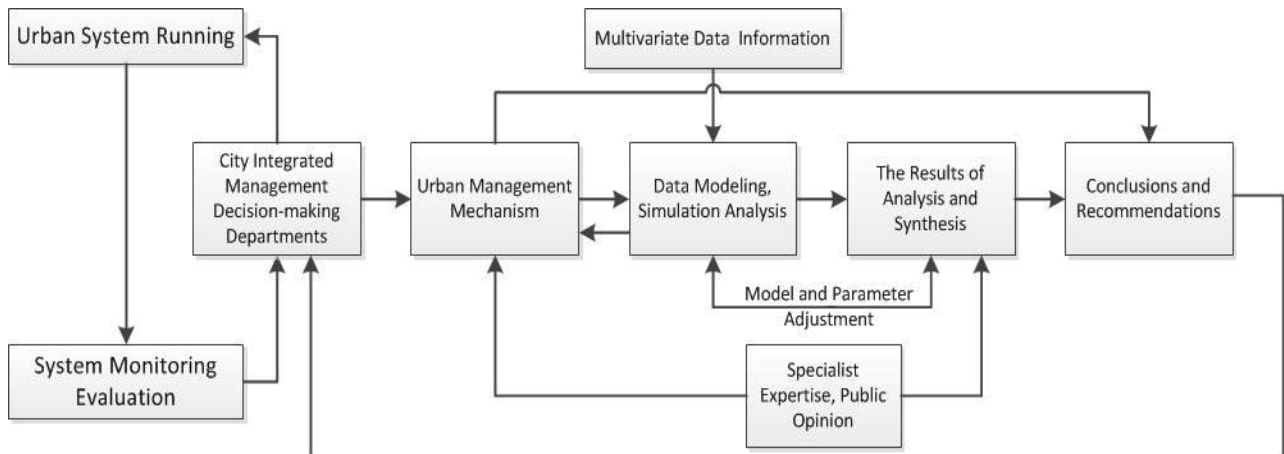 Urban System Running
Multivariate Data Information
City Integrated
Management
Decision-making
Departments
Urban Management
Mechanism
Data Modeling,
Simulation Analysis
The Results of
Analysis and
Synthesis
Conclusions and
Recommendations
Model and Parameter
Adjustment
System Monitoring
Evaluation
Specialist
Expertise, Public
Opinion